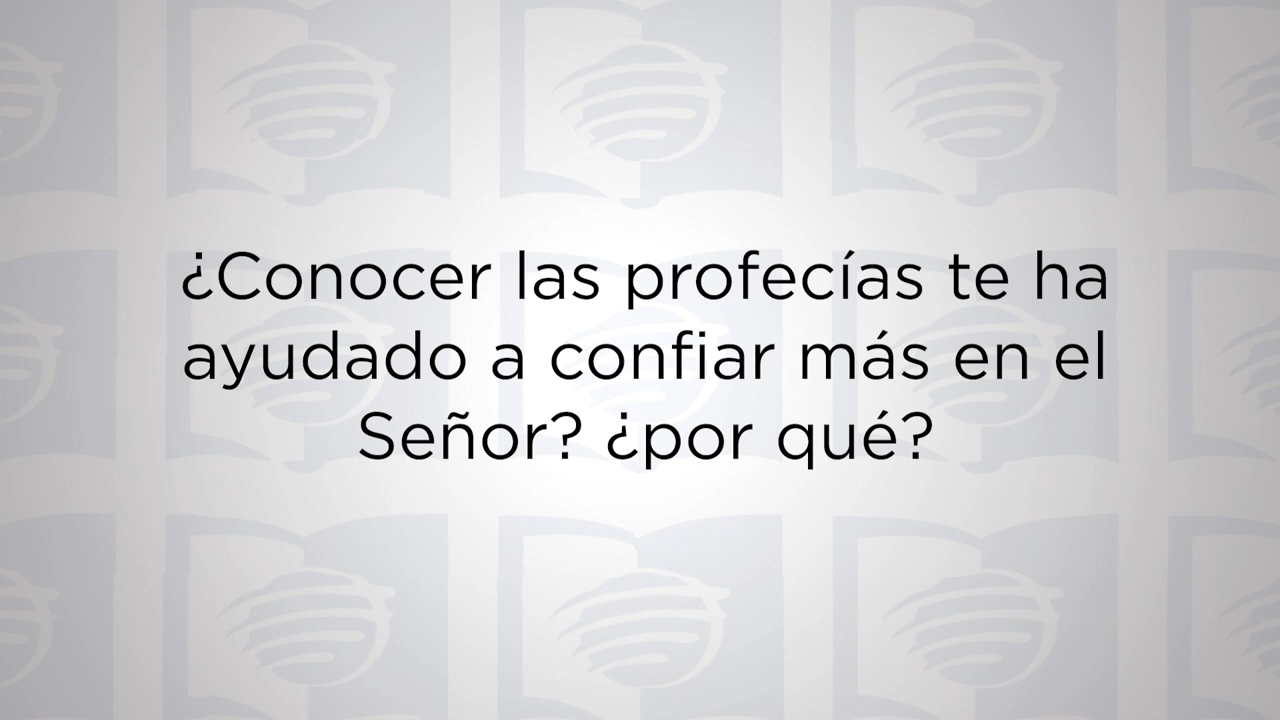 ¿Conocer las profecías te ha
ayudado a confiar más en el
Señor? ¿por qué?